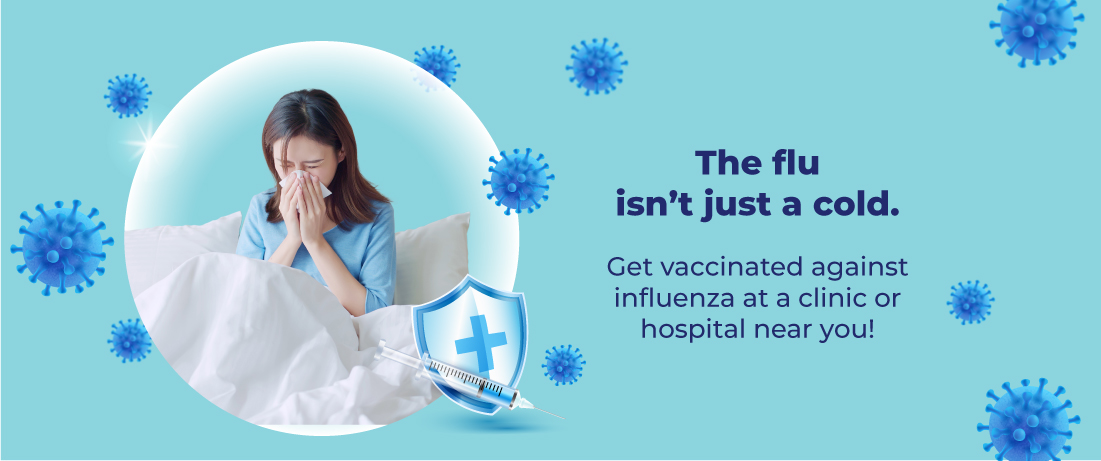 The flu
isn’t just a cold.
Get vaccinated against
influenza at a clinic or
hospital near you!